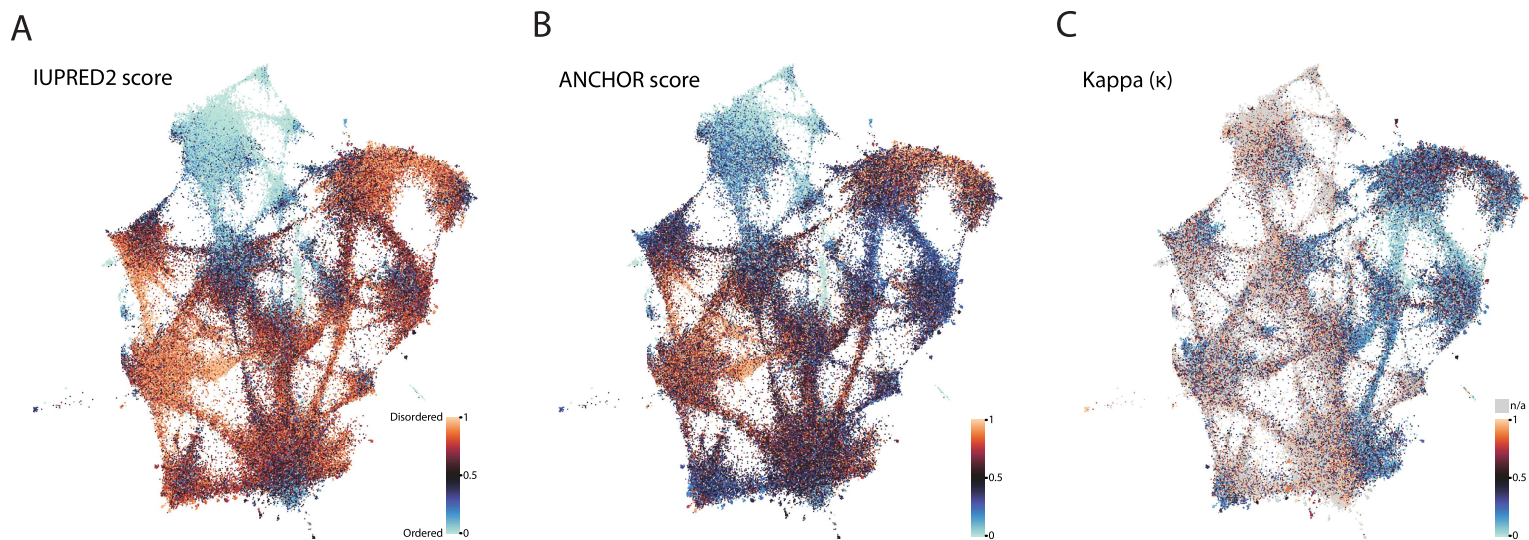 A
IUPRED2 score
Disordered
1
0.5
Ordered
0
B
ANCHOR score
1
0.5
0
C
Kappa (κ)
n/a
1
0.5
0